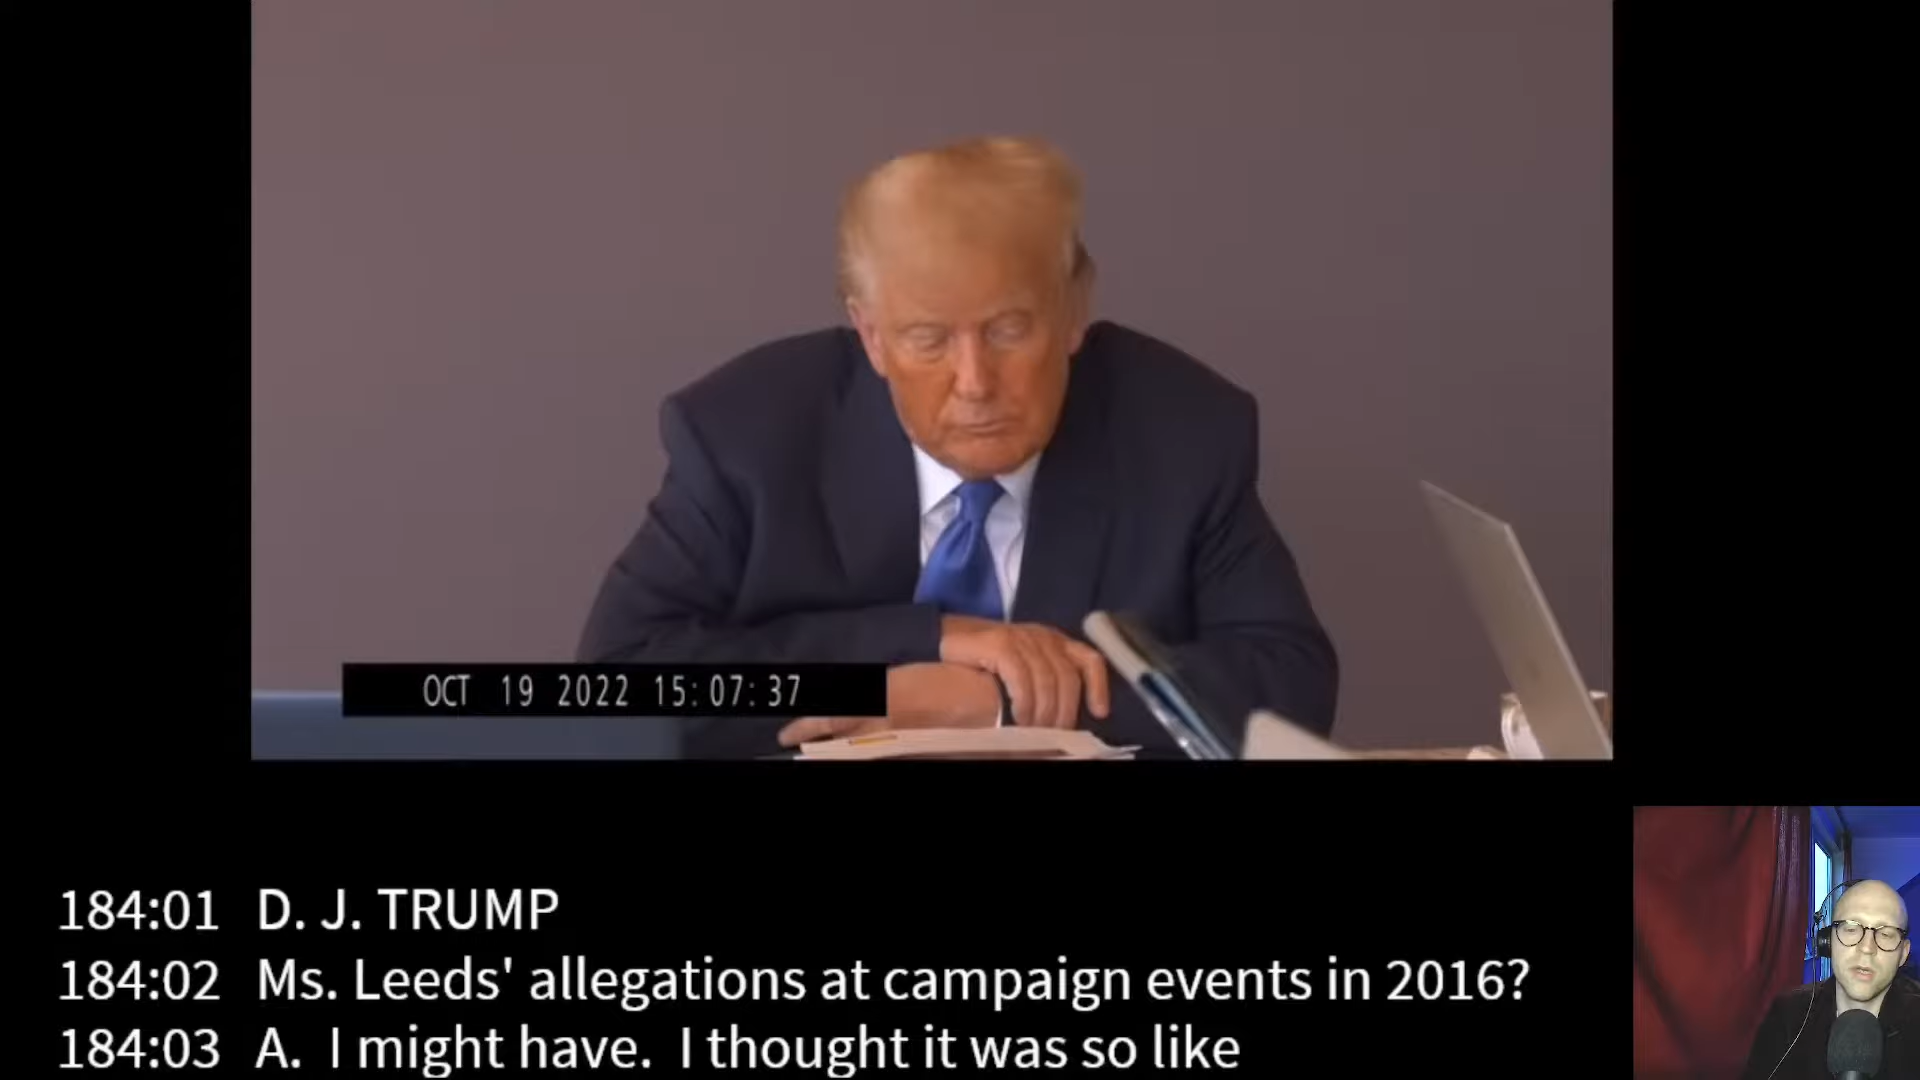 OCT 19 2022 15:07:37
184:01 D. J. TRUMP
184:02 Ms. Leeds' allegations at campaign events in 2016?
184:03 A. I might have. I thought it was so like